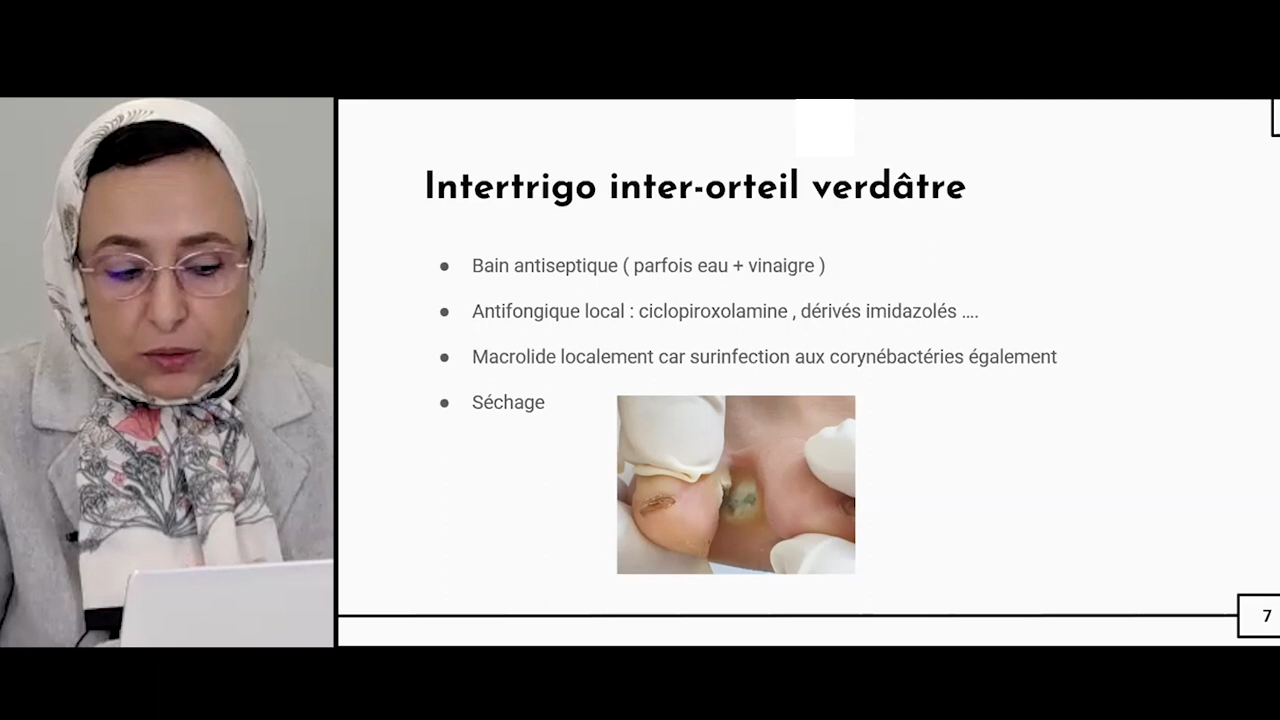 Intertrigo inter-orteil verdâtre
● Bain antiseptique ( parfois eau + vinaigre )
● Antifongique local : ciclopiroxolamine , dérivés imidazolés ....
● Macrolide localement car surinfection aux corynébactéries également
● Séchage
7